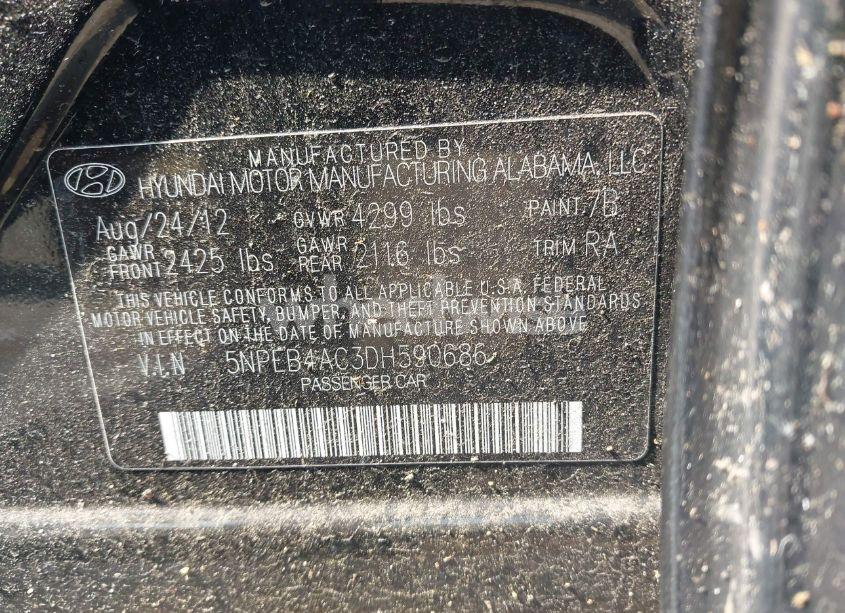 MANUFACTURED BY
HYUNDAI MOTOR MANUFACTURING ALABAMA, LLC
Aug/24/12 GVWR 4299 lbs PAINT 7B
GAWR FRONT 2425 lbs GAWR REAR 2116 lbs TRIM RA
THIS VEHICLE CONFORMS TO ALL APPLICABLE U.S.A. FEDERAL
MOTOR VEHICLE SAFETY, BUMPER, AND THEFT PREVENTION STANDARDS
IN EFFECT ON THE DATE OF MANUFACTURE SHOWN ABOVE.
V.I.N 5NPEB4AC3DH590686
PASSENGER CAR